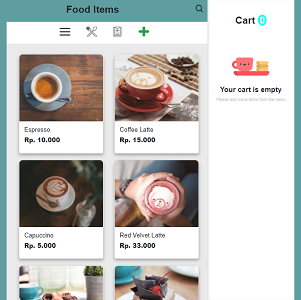 Food Items
Cart 0
Espresso
Rp. 10.000
Coffee Latte
Rp. 15.000
Your cart is empty
Please add some items from the menu
Capuccino
Rp. 5.000
Red Velvet Latte
Rp. 33.000